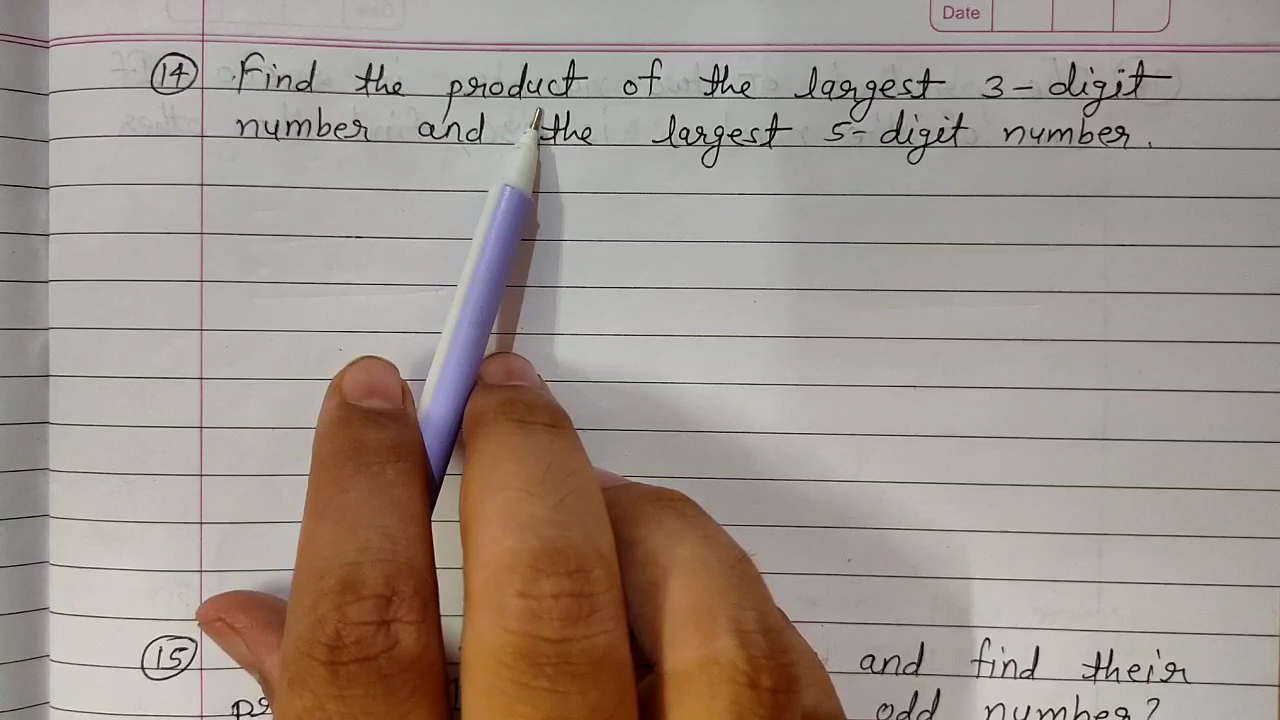 Date
(14) Find the product of the largest 3-digit
number and the largest 5-digit number.
(15) and find their
odd number?